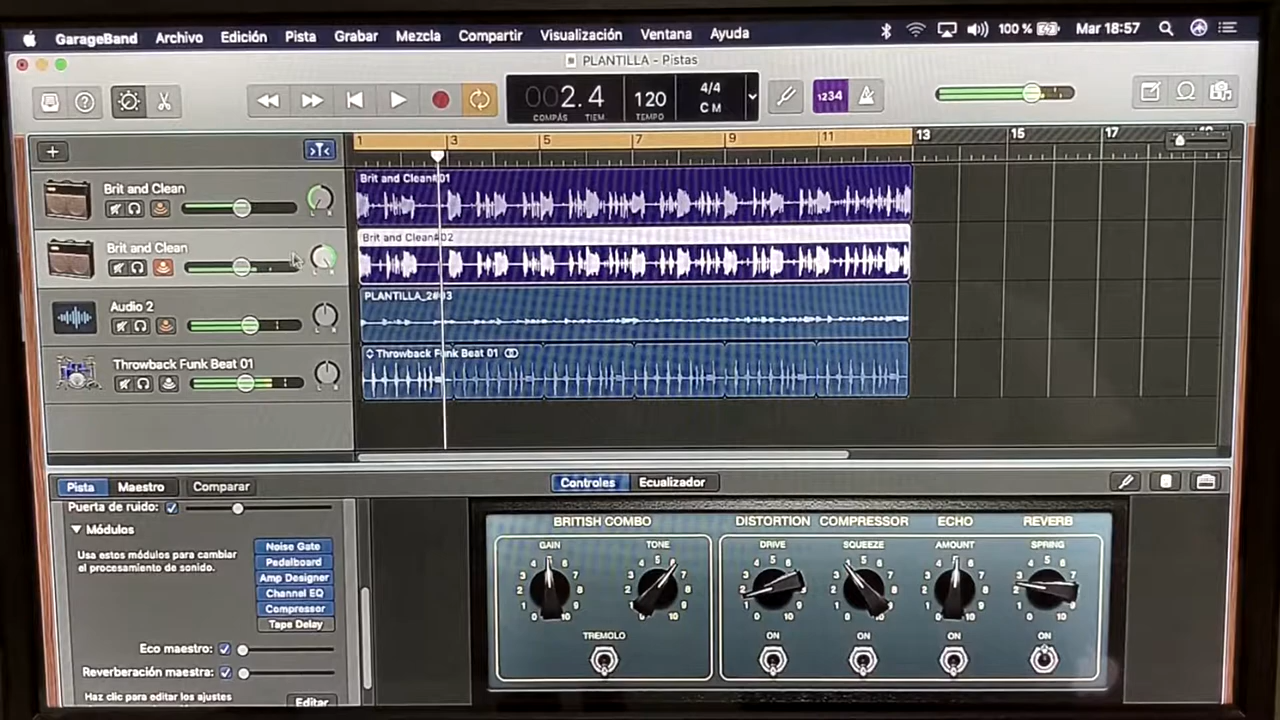 GarageBand Archivo Edición Pista Grabar Mezcla Compartir Visualización Ventana Ayuda 100 % Mar 18:57
PLANTILLA - Pistas
002.4 120 4/4 C M 1234
COMPÁS TIEM. TEMPO
1 3 5 7 9 11 13 15 17
Brit and Clean
Brit and Clean#01
Brit and Clean
Brit and Clean#02
Audio 2
PLANTILLA_2#03
Throwback Funk Beat 01
Throwback Funk Beat 01
Pista Maestro Comparar Controles Ecualizador
Puerta de ruido:
Módulos
Usa estos módulos para cambiar
el procesamiento de sonido.
Noise Gate
Pedalboard
Amp Designer
Channel EQ
Compressor
Tape Delay
Eco maestro:
Reverberación maestra:
Haz clic para editar los ajustes
Editar
BRITISH COMBO DISTORTION COMPRESSOR ECHO REVERB
GAIN TONE DRIVE SQUEEZE AMOUNT SPRING
TREMOLO ON ON ON ON